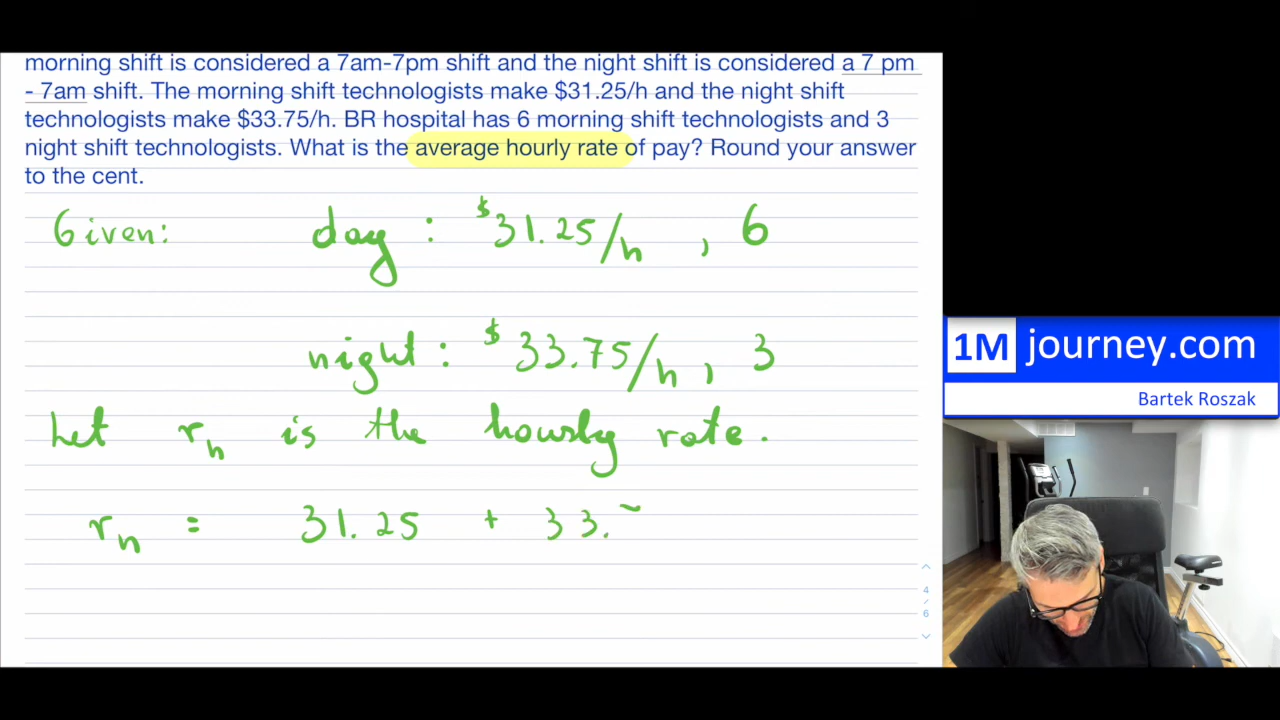 morning shift is considered a 7am-7pm shift and the night shift is considered a 7 pm
- 7am shift. The morning shift technologists make $31.25/h and the night shift
technologists make $33.75/h. BR hospital has 6 morning shift technologists and 3
night shift technologists. What is the average hourly rate of pay? Round your answer
to the cent.
Given: day : $31.25/h , 6
night : $33.75/h, 3
Let rh is the hourly rate.
rh = 31.25 + 33.
4
/
6
1M journey.com
Bartek Roszak